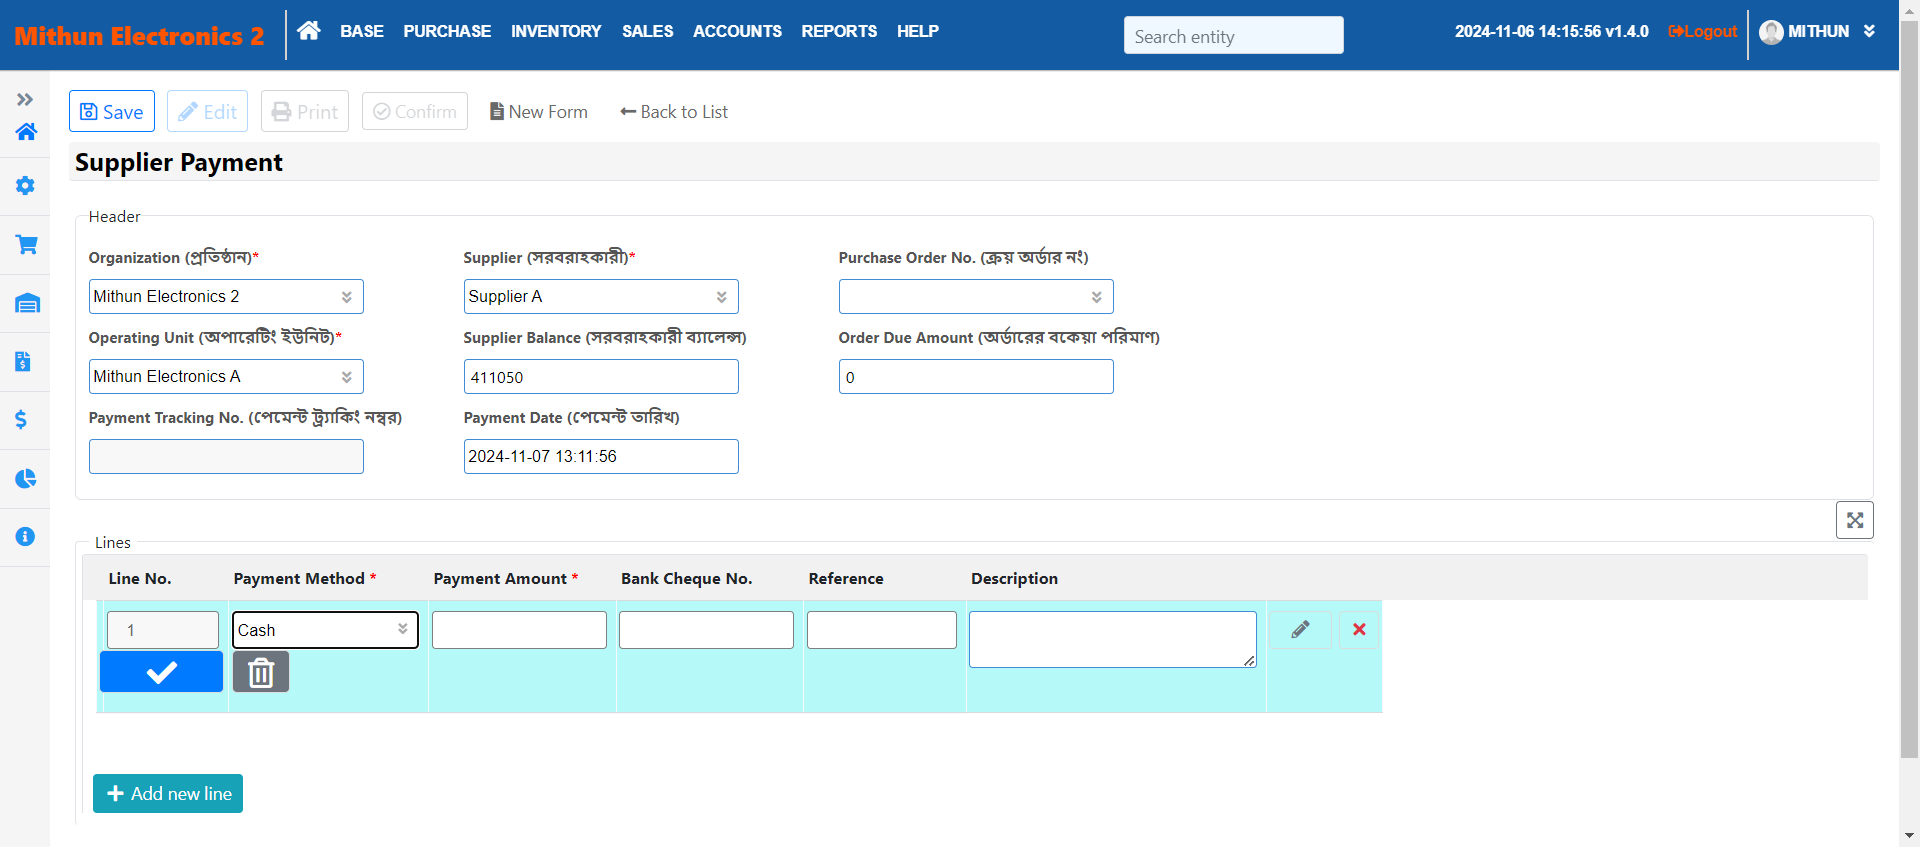 Mithun Electronics 2
BASE PURCHASE INVENTORY SALES ACCOUNTS REPORTS HELP
Search entity
2024-11-06 14:15:56 v1.4.0 Logout MITHUN
Save Edit Print Confirm New Form Back to List
Supplier Payment
Header
Organization (প্রতিষ্ঠান)* Supplier (সরবরাহকারী)* Purchase Order No. (ক্রয় অর্ডার নং)
Mithun Electronics 2 Supplier A
Operating Unit (অপারেটিং ইউনিট)* Supplier Balance (সরবরাহকারী ব্যালেন্স) Order Due Amount (অর্ডারের বকেয়া পরিমাণ)
Mithun Electronics A 411050 0
Payment Tracking No. (পেমেন্ট ট্র্যাকিং নম্বর) Payment Date (পেমেন্ট তারিখ)
2024-11-07 13:11:56
Lines
Line No. Payment Method * Payment Amount * Bank Cheque No. Reference Description
1 Cash
Add new line